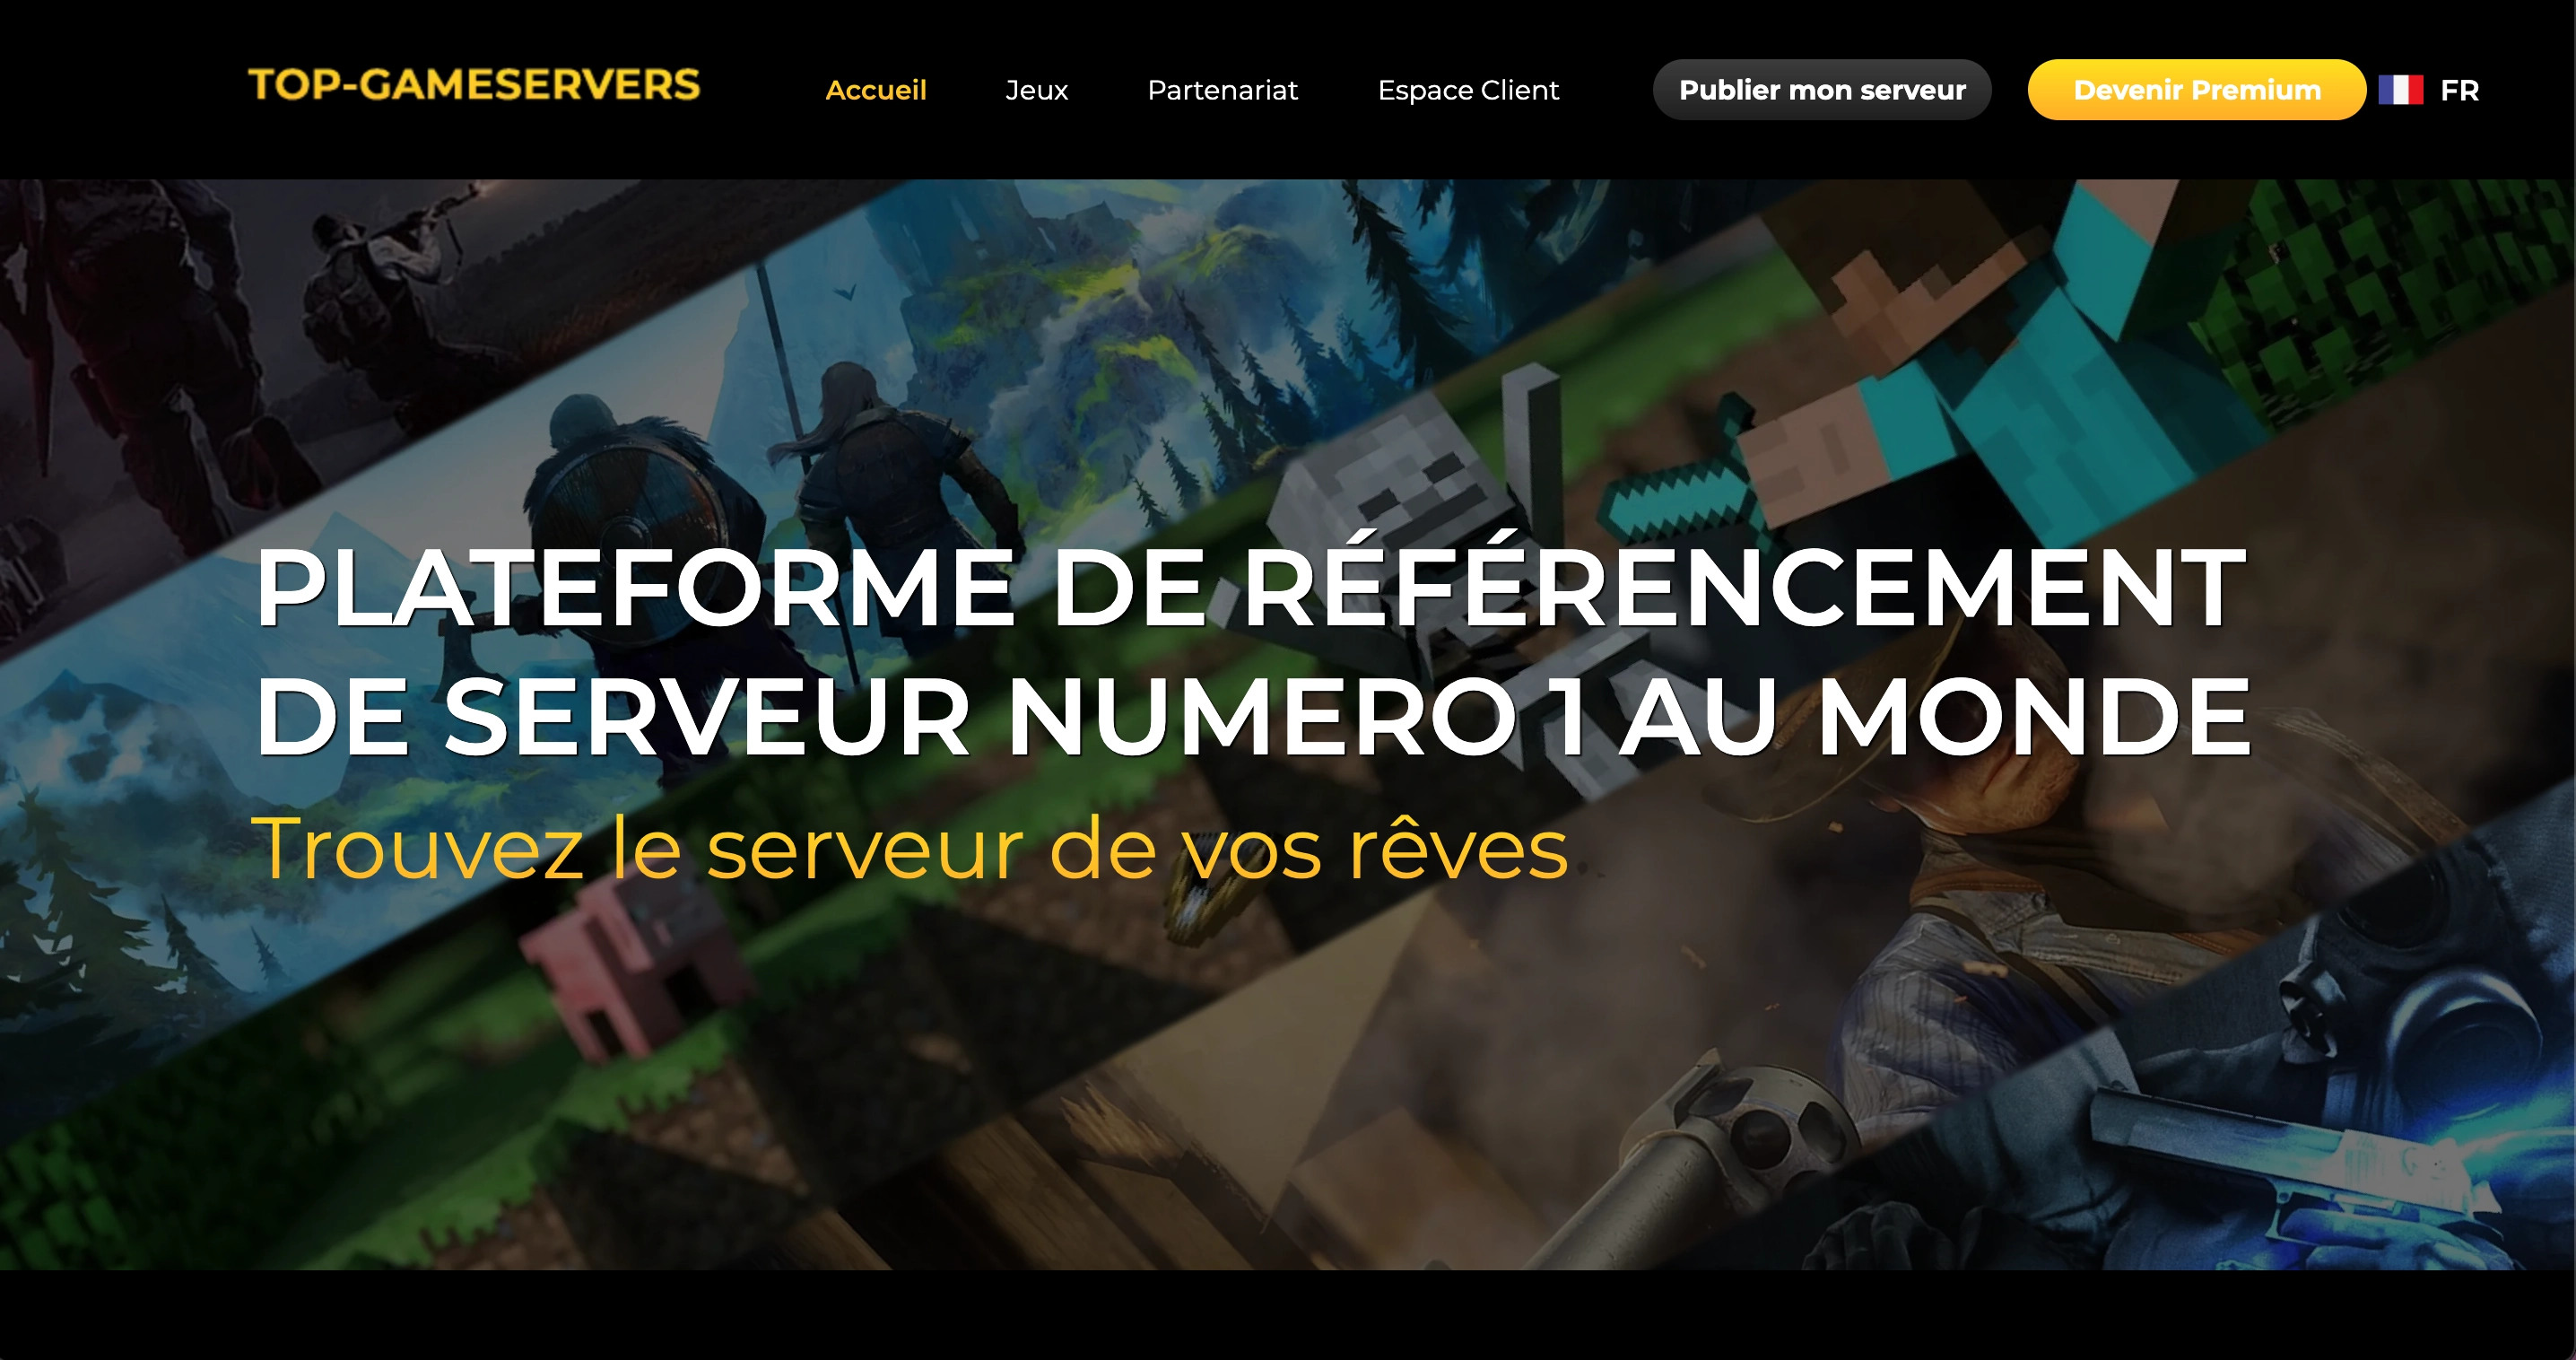 TOP-GAMESERVERS
Accueil
Jeux
Partenariat
Espace Client
Publier mon serveur
Devenir Premium
FR
PLATEFORME DE RÉFÉRENCEMENT
DE SERVEUR NUMERO 1 AU MONDE
Trouvez le serveur de vos rêves